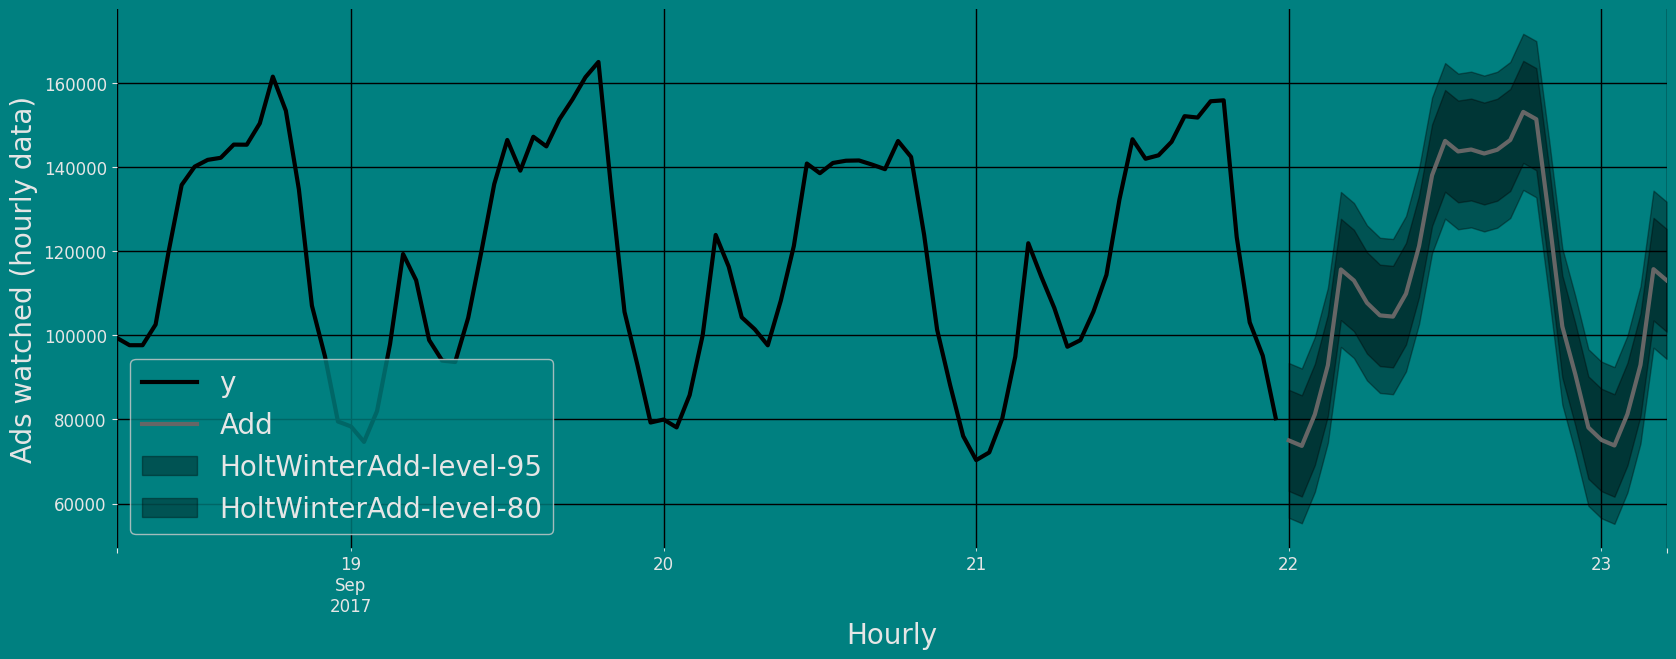 Ads watched (hourly data)
160000
140000
120000
100000
80000
60000
y
Add
HoltWinterAdd-level-95
HoltWinterAdd-level-80
19
Sep
2017
20
21
22
23
Hourly